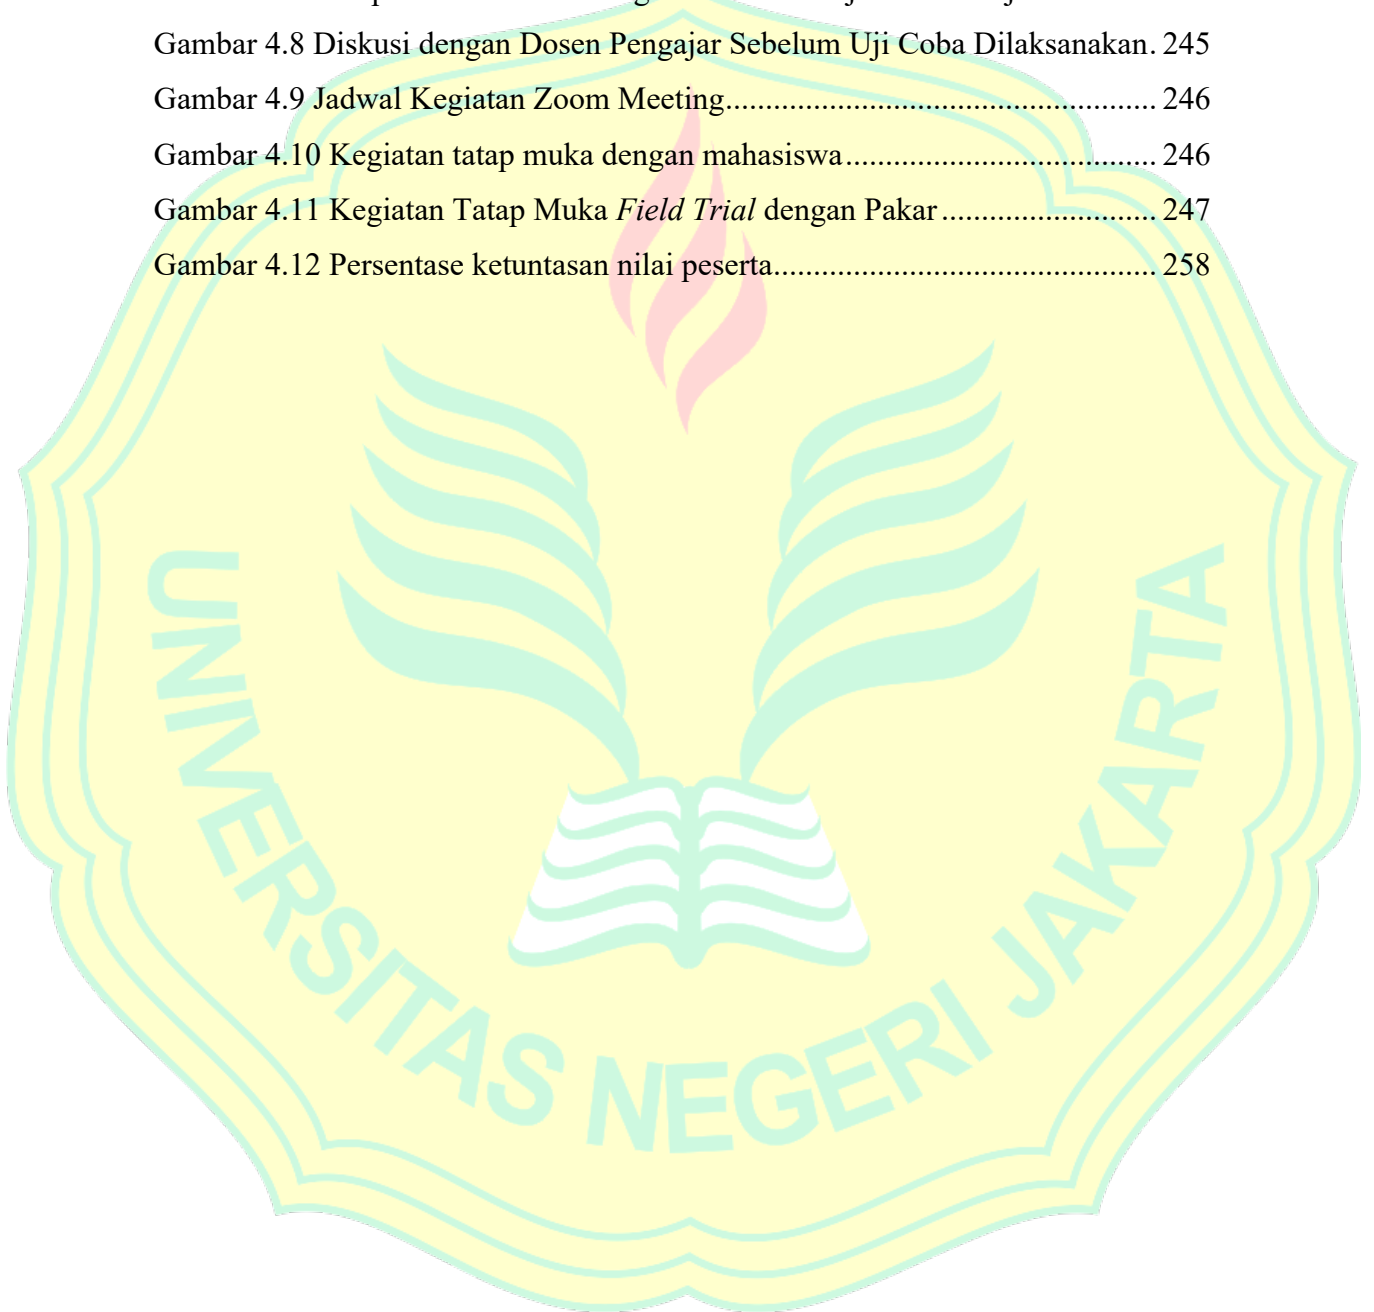 Gambar 4.8 Diskusi dengan Dosen Pengajar Sebelum Uji Coba Dilaksanakan. 245
Gambar 4.9 Jadwal Kegiatan Zoom Meeting........................................................ 246
Gambar 4.10 Kegiatan tatap muka dengan mahasiswa........................................ 246
Gambar 4.11 Kegiatan Tatap Muka Field Trial dengan Pakar............................ 247
Gambar 4.12 Persentase ketuntasan nilai peserta................................................. 258
UNIVERSITAS NEGERI JAKARTA